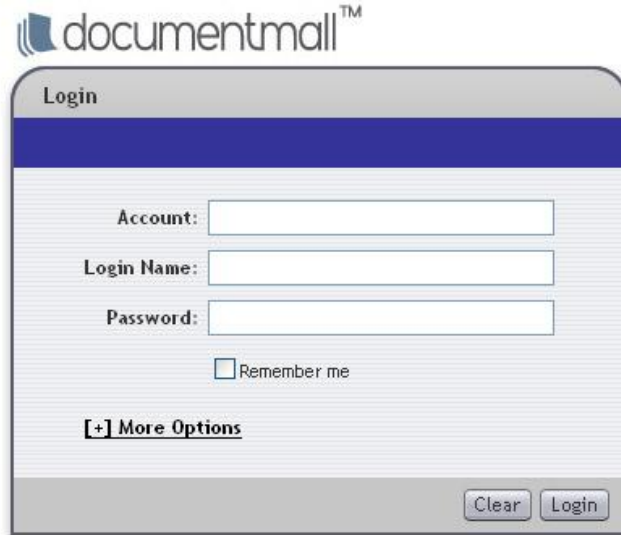 documentmall™
Login
Account:
Login Name:
Password:
Remember me
[+] More Options
Clear Login